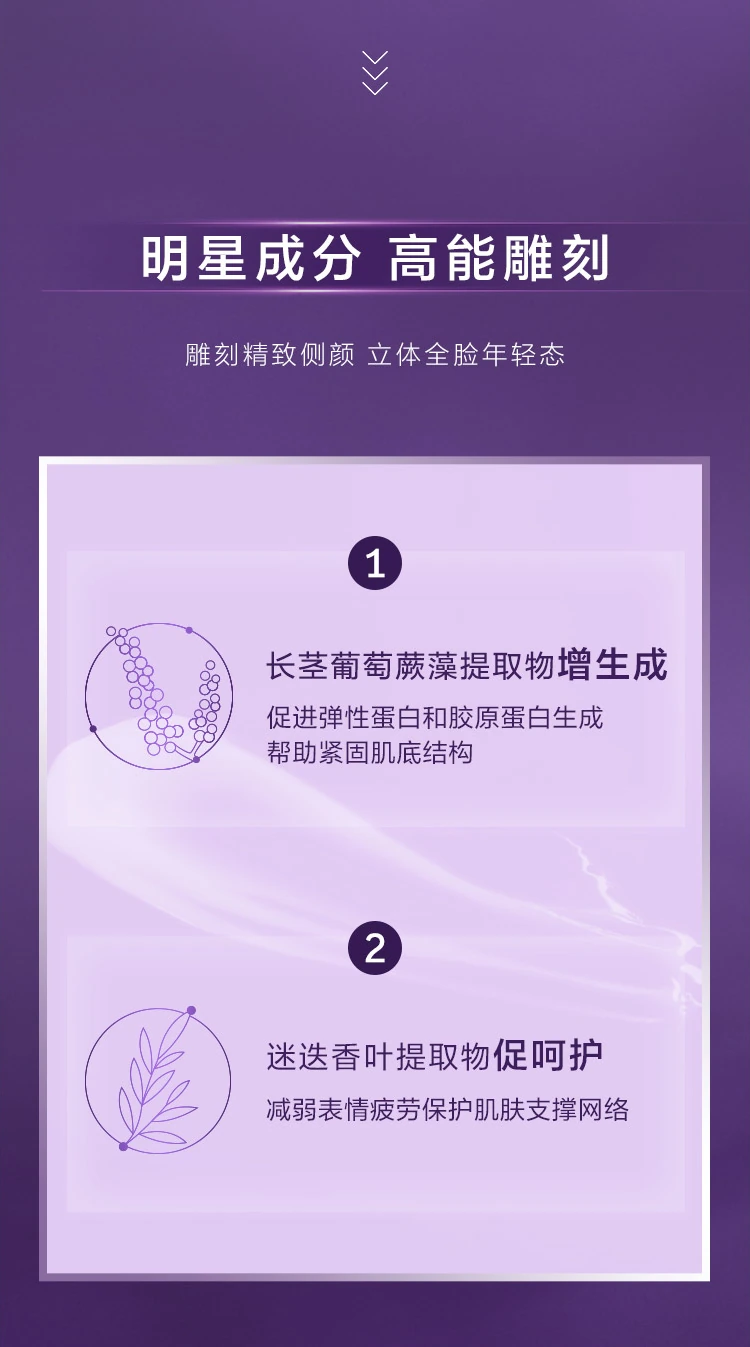 明星成分 高能雕刻
雕刻精致侧颜 立体全脸年轻态
1
长茎葡萄蕨藻提取物增生成
促进弹性蛋白和胶原蛋白生成
帮助紧固肌底结构
2
迷迭香叶提取物促呵护
减弱表情疲劳保护肌肤支撑网络